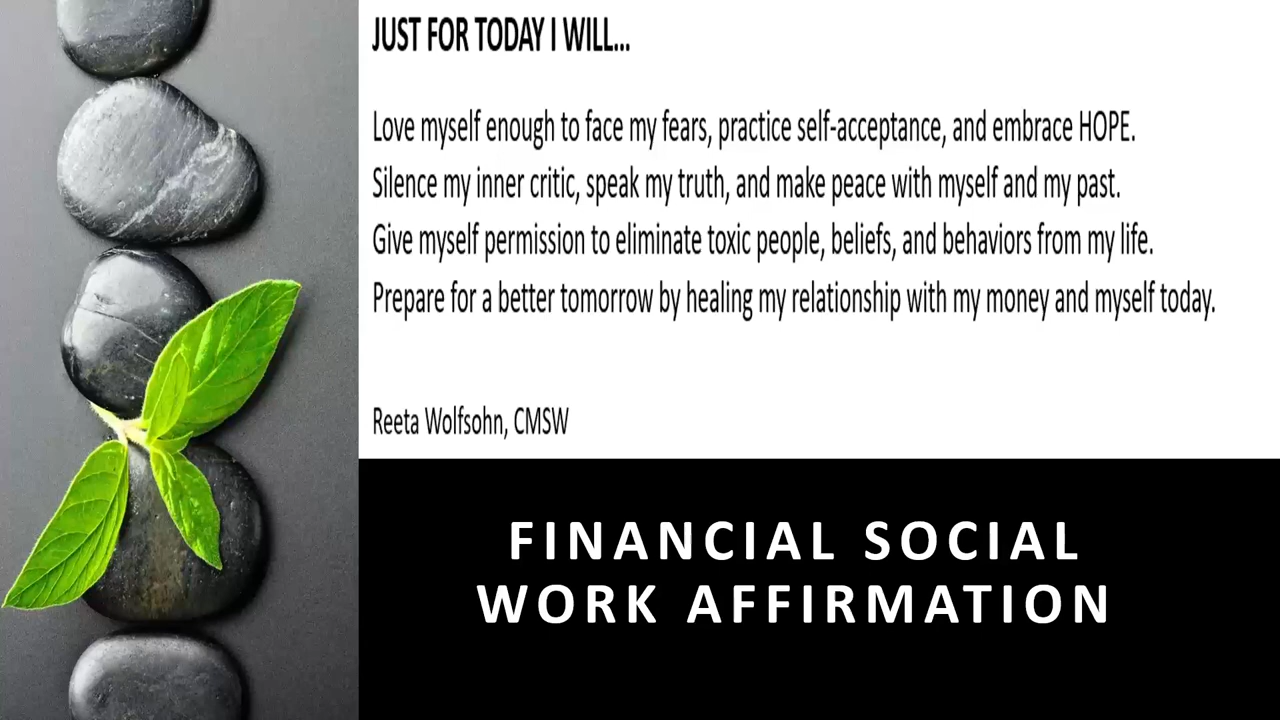 JUST FOR TODAY I WILL...
Love myself enough to face my fears, practice self-acceptance, and embrace HOPE.
Silence my inner critic, speak my truth, and make peace with myself and my past.
Give myself permission to eliminate toxic people, beliefs, and behaviors from my life.
Prepare for a better tomorrow by healing my relationship with my money and myself today.
Reeta Wolfsohn, CMSW
FINANCIAL SOCIAL
WORK AFFIRMATION